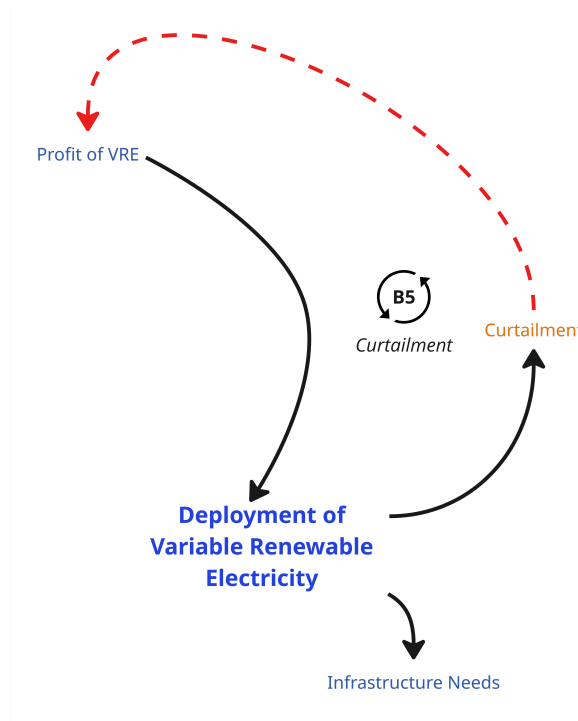 Profit of VRE
B5
Curtailment
Curtailment
Deployment of
Variable Renewable
Electricity
Infrastructure Needs